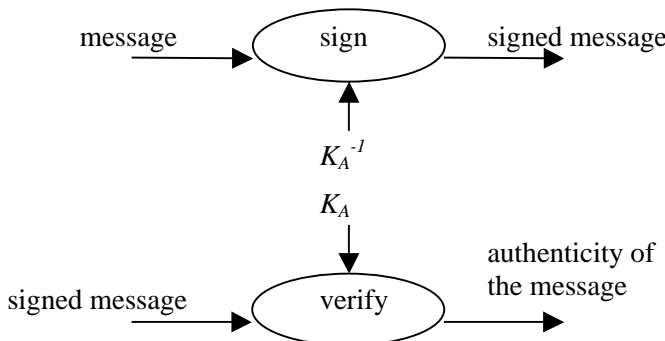 message
sign
signed message
K_A^{-1}
K_A
authenticity of
the message
signed message
verify